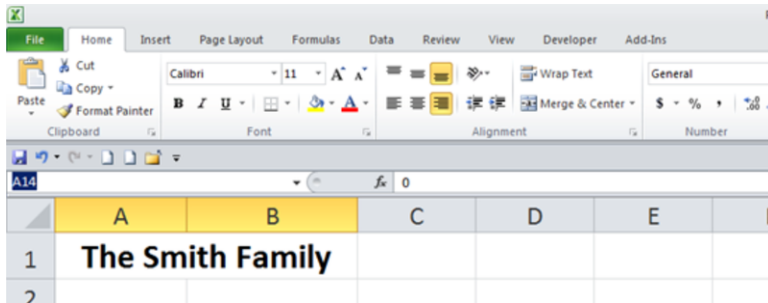 File Home Insert Page Layout Formulas Data Review View Developer Add-Ins
Cut
Calibri 11 A A Wrap Text General
Copy
Paste
Format Painter B I U A Merge & Center $ % ,
Clipboard Font Alignment Number
A14 fx 0
A B C D E
1 The Smith Family
2